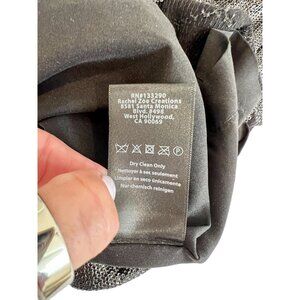 RN#133290
Rachel Zoe Creations
8581 Santa Monica
Blvd. #498
West Hollywood,
CA 90069
Dry Clean Only
Nettoyer à sec seulement
Limpiar en seco únicamente
Nur chemisch reinigen